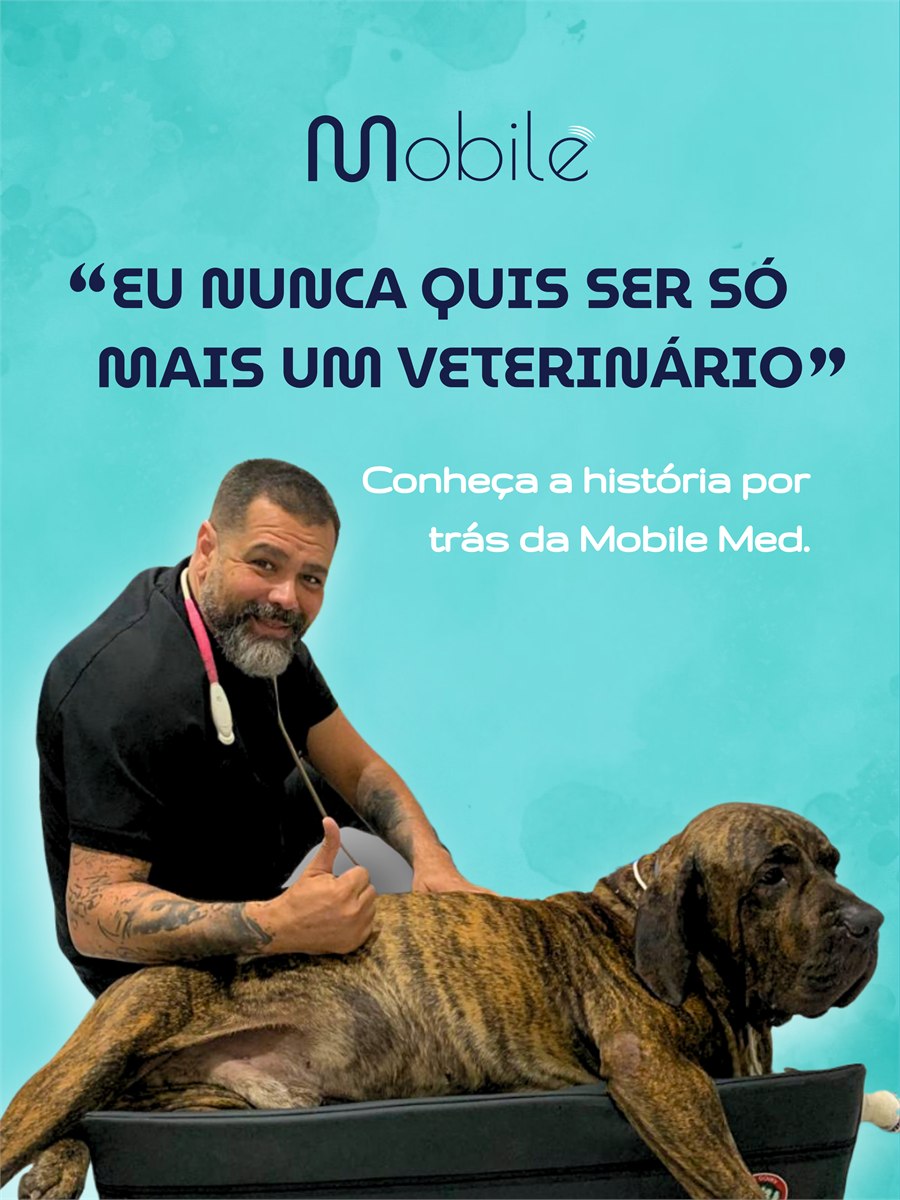 Mobile
“EU NUNCA QUIS SER SÓ
MAIS UM VETERINÁRIO”
Conheça a história por
trás da Mobile Med.